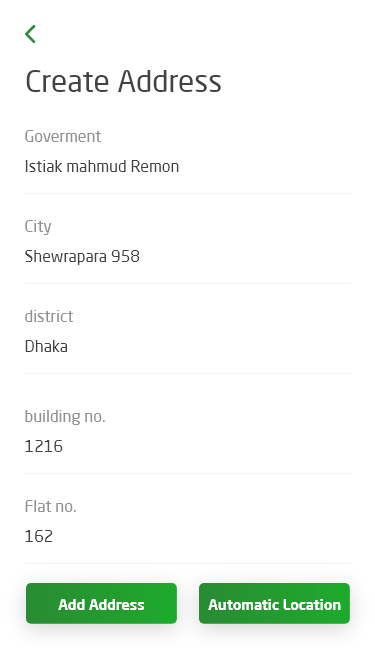 Create Address
Goverment
Istiak mahmud Remon
City
Shewrapara 958
district
Dhaka
building no.
1216
Flat no.
162
Add Address
Automatic Location